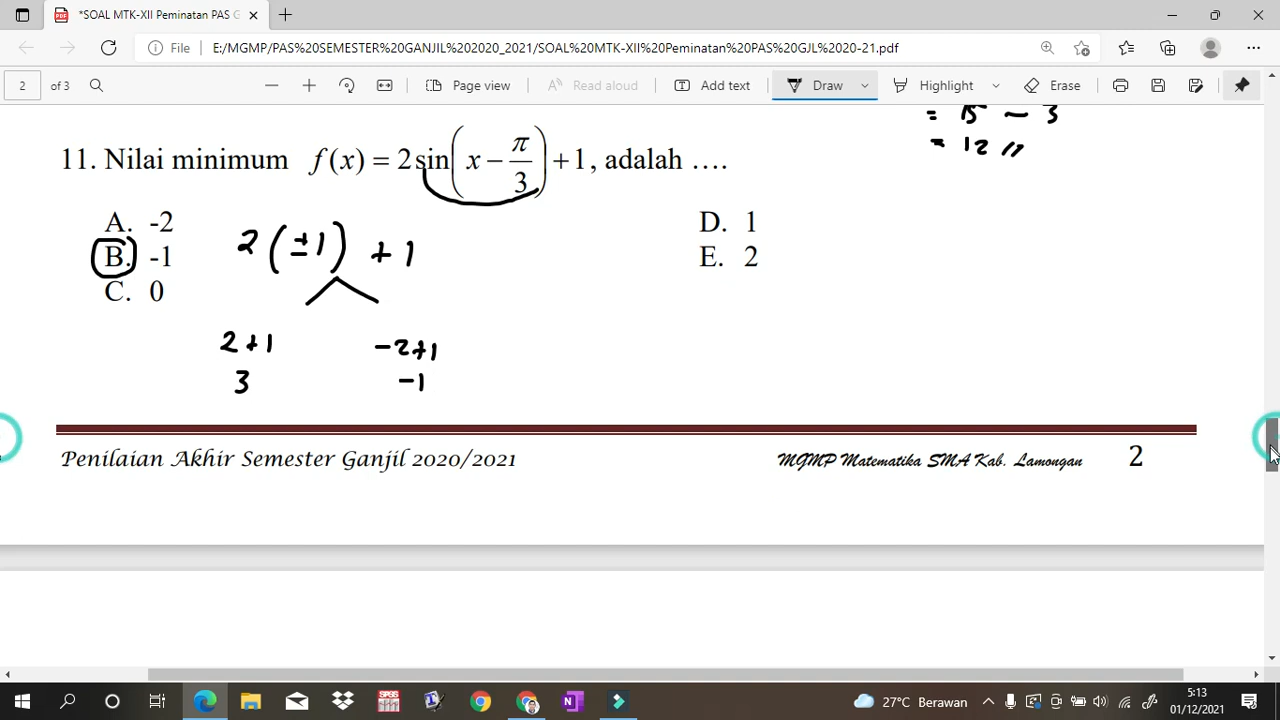 *SOAL MTK-XII Peminatan PAS G
File E:/MGMP/PAS%20SEMESTER%20GANJIL%202020_2021/SOAL%20MTK-XII%20Peminatan%20PAS%20GJL%2020-21.pdf
2 of 3 Page view Read aloud Add text Draw Highlight Erase
= 15 - 3
= 12 //
11. Nilai minimum f(x) = 2sin(x − π/3) + 1, adalah ….
A. -2
D. 1
B. -1
E. 2
C. 0
2(±1) + 1
2+1 -2+1
3 -1
Penilaian Akhir Semester Ganjil 2020/2021
MGMP Matematika SMA Kab. Lamongan 2
27°C Berawan
5:13
01/12/2021